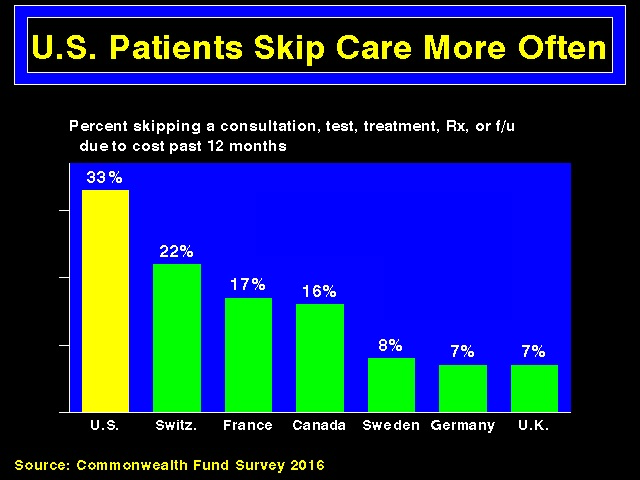 U.S. Patients Skip Care More Often
Percent skipping a consultation, test, treatment, Rx, or f/u
due to cost past 12 months
33%
22%
17%
16%
8%
7%
7%
U.S.
Switz.
France
Canada
Sweden
Germany
U.K.
Source: Commonwealth Fund Survey 2016